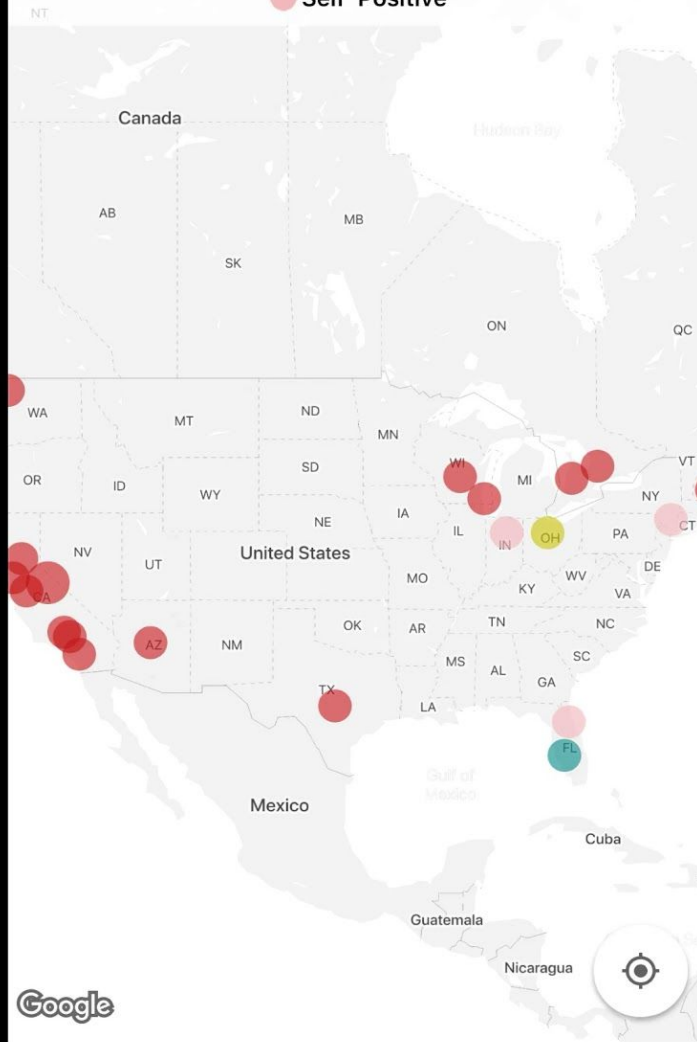 Self-Positive
NT
Canada
Hudson Bay
AB
MB
SK
ON
QC
WA
MT
ND
MN
OR
ID
SD
WI
MI
VT
WY
NY
IA
NE
IL
IN
OH
PA
CT
NV
UT
United States
CA
MO
KY
WV
DE
VA
AZ
NM
OK
AR
TN
NC
MS
AL
SC
GA
TX
LA
FL
Gulf of
Mexico
Mexico
Cuba
Guatemala
Nicaragua
Google